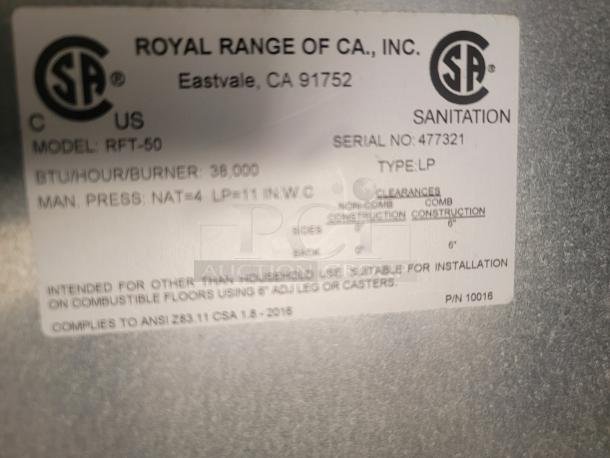 ROYAL RANGE OF CA., INC.
Eastvale, CA 91752
CSA ®
C US
CSA ®
SANITATION
MODEL: RFT-50
SERIAL NO: 477321
BTU/HOUR/BURNER: 38,000
TYPE:LP
MAN. PRESS: NAT=4 LP=11 IN.W.C
CLEARANCES
NON-COMB COMB
CONSTRUCTION CONSTRUCTION
SIDES 0" 6"
BACK 0" 6"
INTENDED FOR OTHER THAN HOUSEHOLD USE. SUITABLE FOR INSTALLATION
ON COMBUSTIBLE FLOORS USING 6" ADJ LEG OR CASTERS.
P/N 10016
COMPLIES TO ANSI Z83.11 CSA 1.8 - 2016